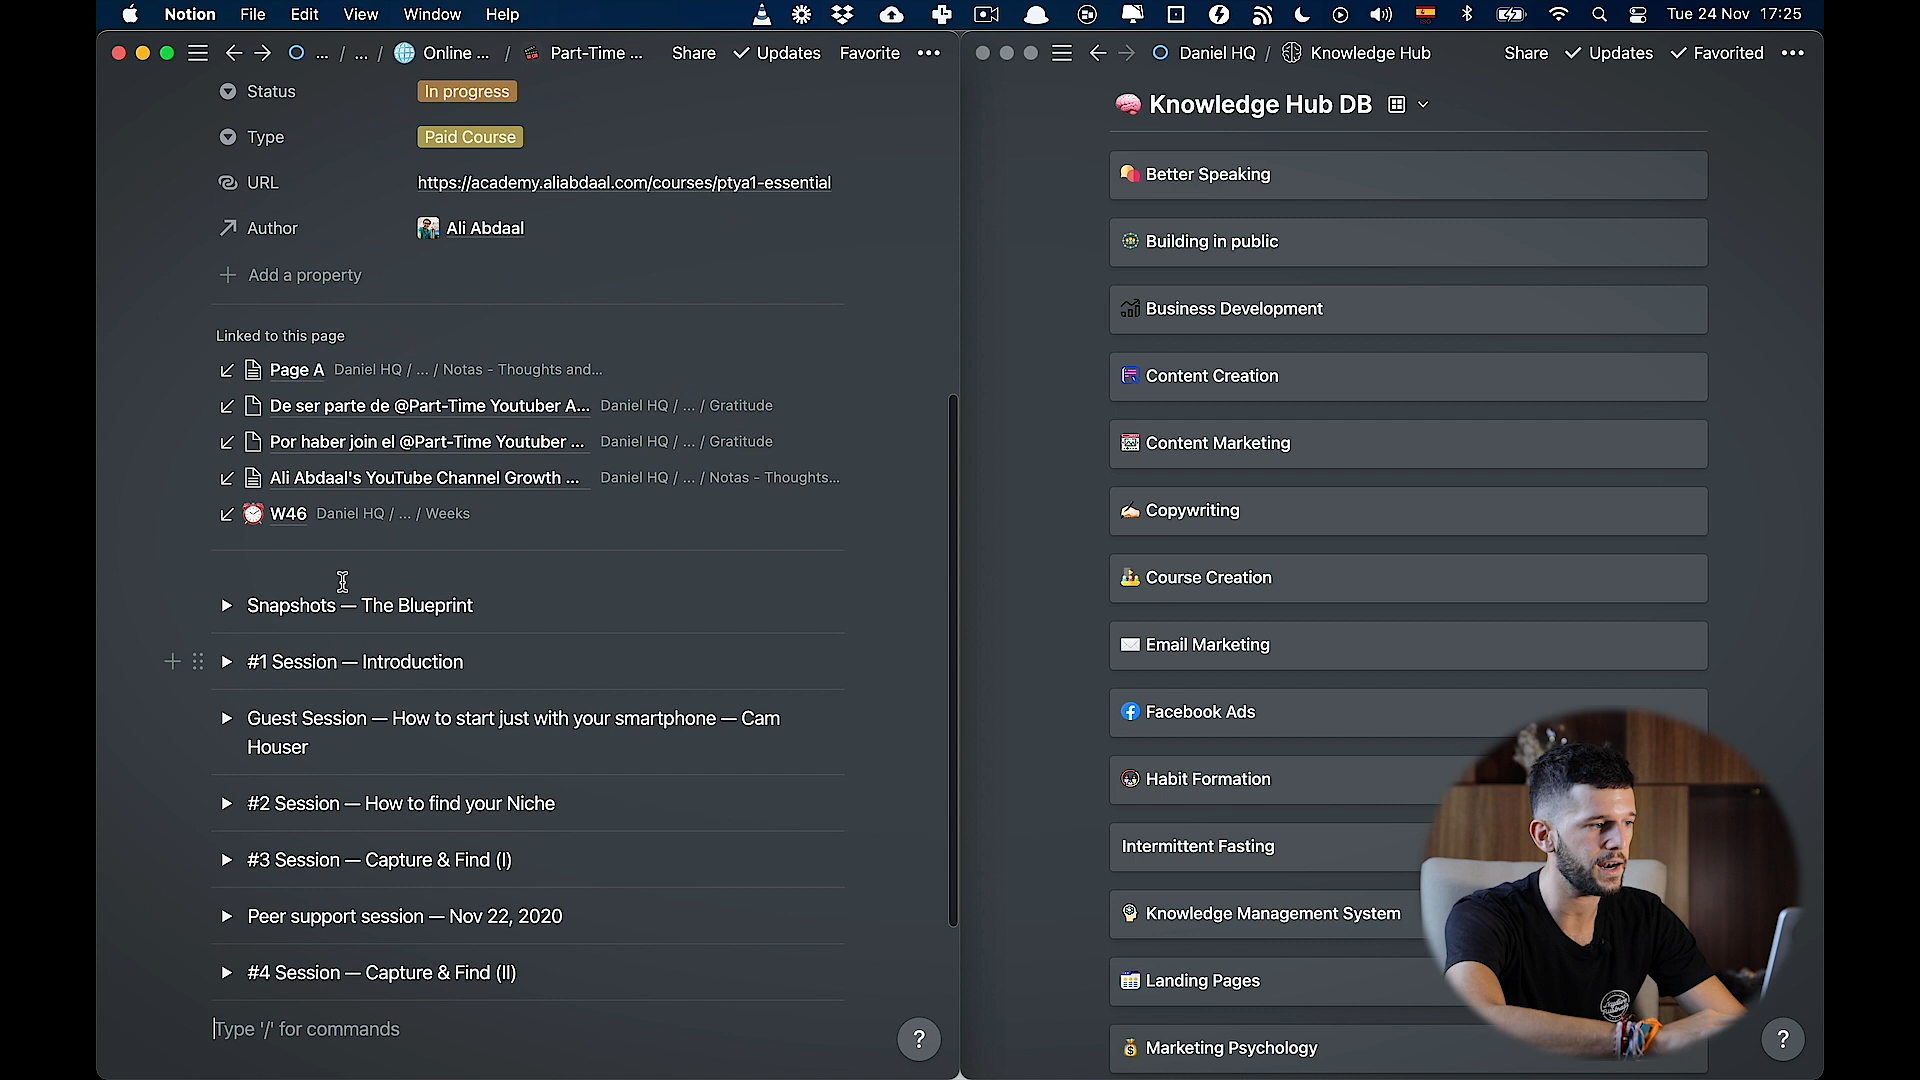 Notion File Edit View Window Help
Tue 24 Nov 17:25
... / ... / Online ... / Part-Time ... Share Updates Favorite •••
Status In progress
Type Paid Course
URL https://academy.aliabdaal.com/courses/ptya1-essential
Author Ali Abdaal
Add a property
Linked to this page
Page A Daniel HQ / ... / Notas - Thoughts and...
De ser parte de @Part-Time Youtuber A... Daniel HQ / ... / Gratitude
Por haber join el @Part-Time Youtuber ... Daniel HQ / ... / Gratitude
Ali Abdaal's YouTube Channel Growth ... Daniel HQ / ... / Notas - Thoughts...
W46 Daniel HQ / ... / Weeks
Snapshots — The Blueprint
#1 Session — Introduction
Guest Session — How to start just with your smartphone — Cam
Houser
#2 Session — How to find your Niche
#3 Session — Capture & Find (I)
Peer support session — Nov 22, 2020
#4 Session — Capture & Find (II)
Type '/' for commands
?
Daniel HQ / Knowledge Hub Share Updates Favorited •••
Knowledge Hub DB
Better Speaking
Building in public
Business Development
Content Creation
Content Marketing
Copywriting
Course Creation
Email Marketing
Facebook Ads
Habit Formation
Intermittent Fasting
Knowledge Management System
Landing Pages
Marketing Psychology
?